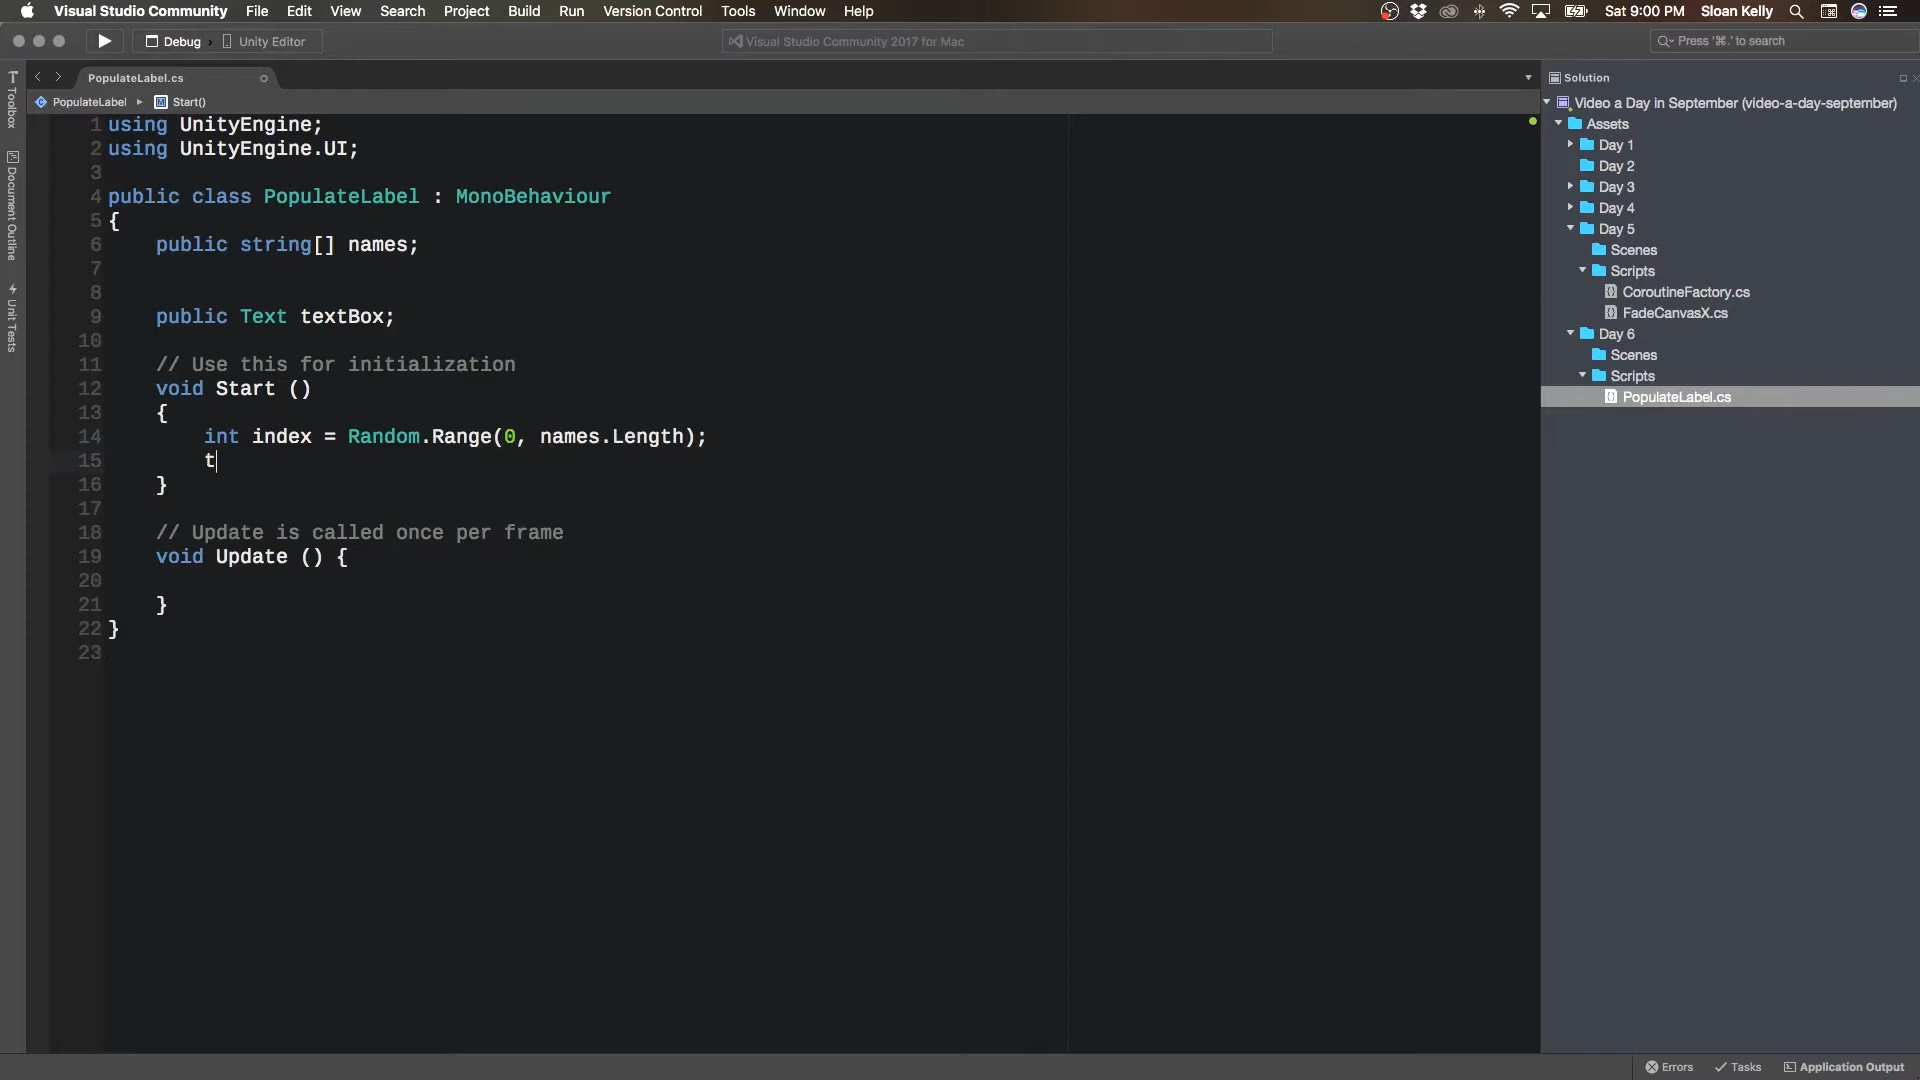 Visual Studio Community File Edit View Search Project Build Run Version Control Tools Window Help Sat 9:00 PM Sloan Kelly
Debug Unity Editor Visual Studio Community 2017 for Mac Press '⌘.' to search
PopulateLabel.cs
PopulateLabel Start()
Toolbox
Document Outline
Unit Tests
1 using UnityEngine;
2 using UnityEngine.UI;
3
4 public class PopulateLabel : MonoBehaviour
5 {
6 public string[] names;
7
8
9 public Text textBox;
10
11 // Use this for initialization
12 void Start ()
13 {
14 int index = Random.Range(0, names.Length);
15 t
16 }
17
18 // Update is called once per frame
19 void Update () {
20
21 }
22 }
23
Solution
Video a Day in September (video-a-day-september)
Assets
Day 1
Day 2
Day 3
Day 4
Day 5
Scenes
Scripts
CoroutineFactory.cs
FadeCanvasX.cs
Day 6
Scenes
Scripts
PopulateLabel.cs
Errors Tasks Application Output